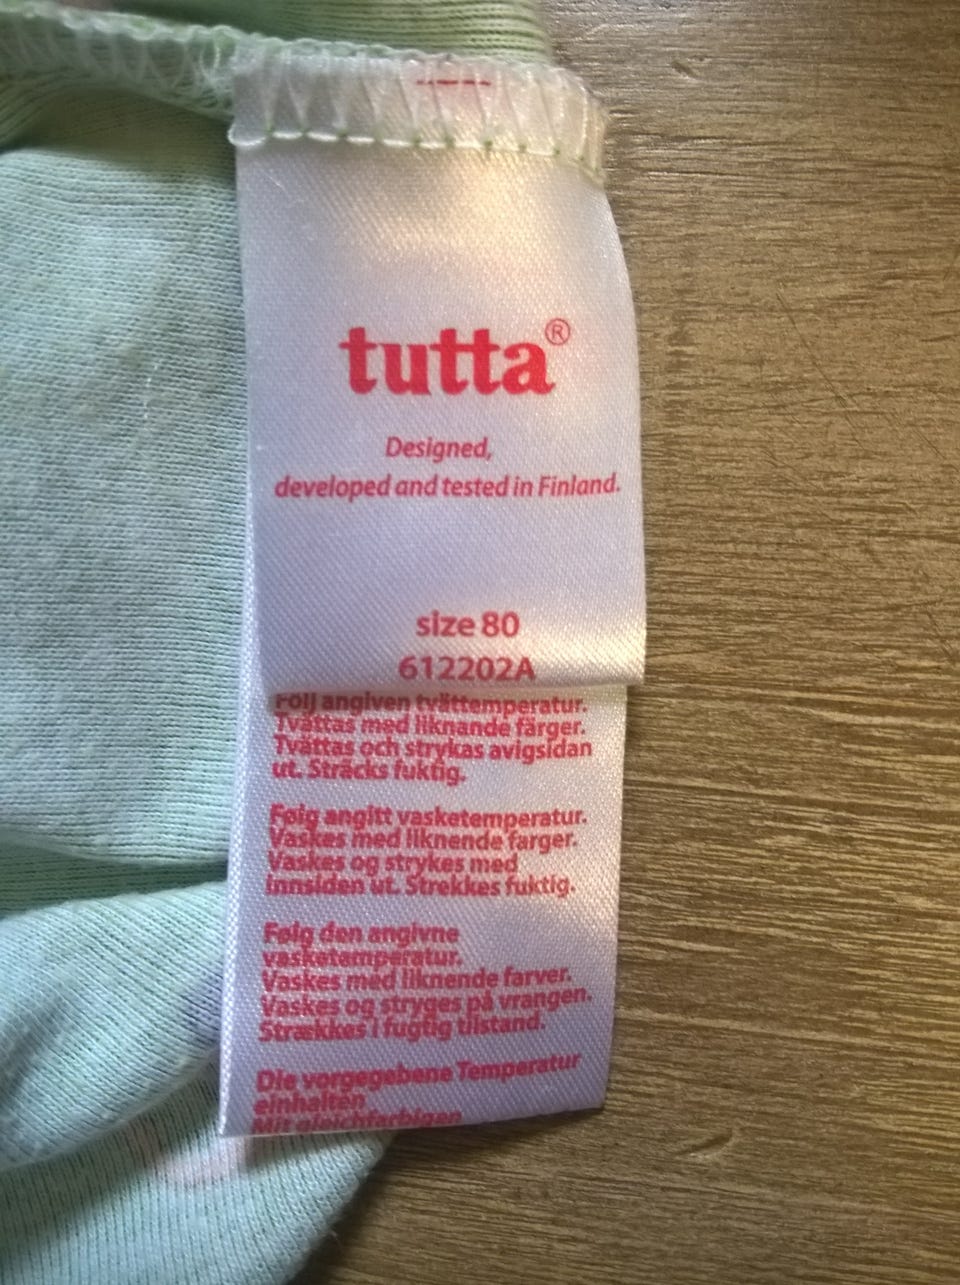 tutta®
Designed,
developed and tested in Finland.
size 80
612202A
Följ angiven tvättemperatur.
Tvättas med liknande färger.
Tvättas och strykas avigsidan
ut. Sträcks fuktig.
Følg angitt vasketemperatur.
Vaskes med liknende farger.
Vaskes og strykes med
innsiden ut. Strekkes fuktig.
Følg den angivne
vasketemperatur.
Vaskes med liknende farver.
Vaskes og stryges på vrangen.
Strækkes i fugtig tilstand.
Die vorgegebene Temperatur
einhalten
Mit gleichfarbigen